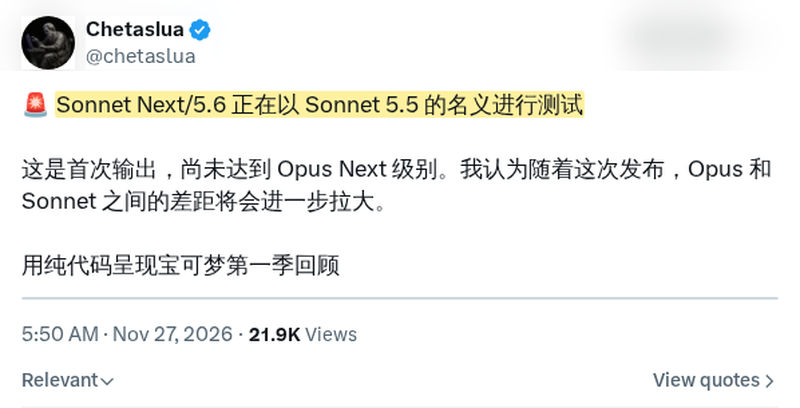 Chetaslua
@chetaslua
🚨 Sonnet Next/5.6 正在以 Sonnet 5.5 的名义进行测试
这是首次输出，尚未达到 Opus Next 级别。我认为随着这次发布，Opus 和
Sonnet 之间的差距将会进一步拉大。
用纯代码呈现宝可梦第一季回顾
5:50 AM · Nov 27, 2026 · 21.9K Views
Relevant
View quotes